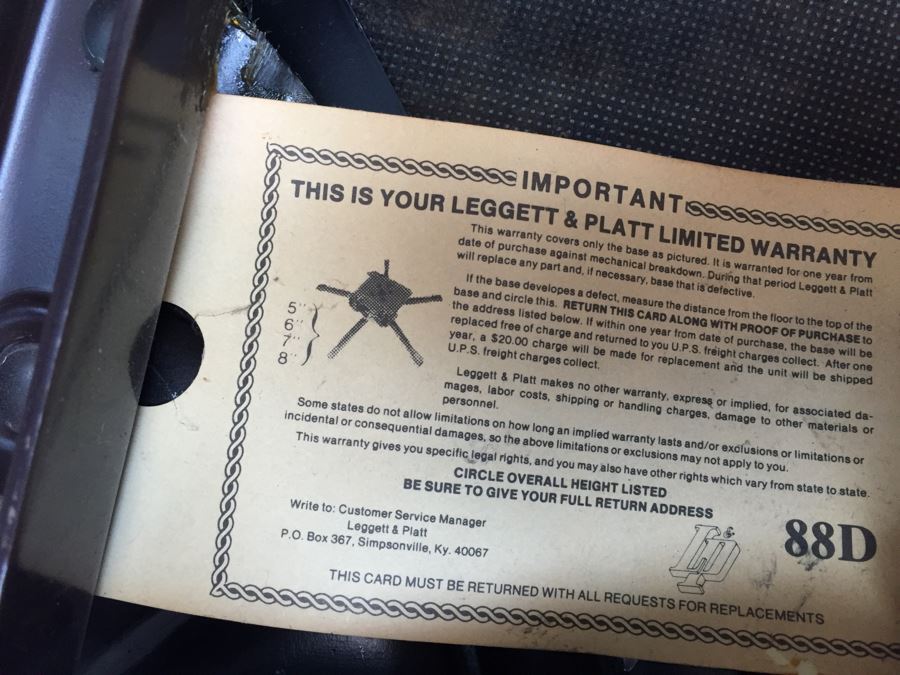 IMPORTANT
THIS IS YOUR LEGGETT & PLATT LIMITED WARRANTY
This warranty covers only the base as pictured. It is warranted for one year from
date of purchase against mechanical breakdown. During that period Leggett & Platt
will replace any part and, if necessary, base that is defective.
If the base develops a defect, measure the distance from the floor to the top of the
base and circle this. RETURN THIS CARD ALONG WITH PROOF OF PURCHASE to
the address listed below. If within one year from date of purchase, the base will be
replaced free of charge and returned to you U.P.S. freight charges collect. After one
year, a $20.00 charge will be made for replacement and the unit will be shipped
U.P.S. freight charges collect.
5"
6"
7"
8"
Leggett & Platt makes no other warranty, express or implied, for associated da-
mages, labor costs, shipping or handling charges, damage to other materials or
personnel.
Some states do not allow limitations on how long an implied warranty lasts and/or exclusions or limitations or
incidental or consequential damages, so the above limitations or exclusions may not apply to you.
This warranty gives you specific legal rights, and you may also have other rights which vary from state to state.
CIRCLE OVERALL HEIGHT LISTED
BE SURE TO GIVE YOUR FULL RETURN ADDRESS
Write to: Customer Service Manager
Leggett & Platt
P.O. Box 367, Simpsonville, Ky. 40067
L&P
88D
THIS CARD MUST BE RETURNED WITH ALL REQUESTS FOR REPLACEMENTS